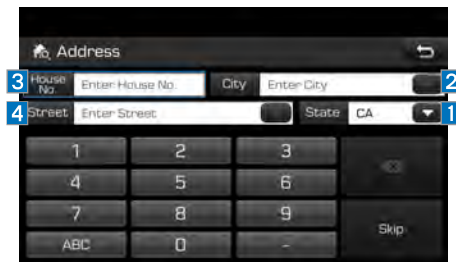 Address
3 House No. Enter House No. City Enter City 2
4 Street Enter Street State CA 1
1 2 3
4 5 6
7 8 9
Skip
ABC 0 -